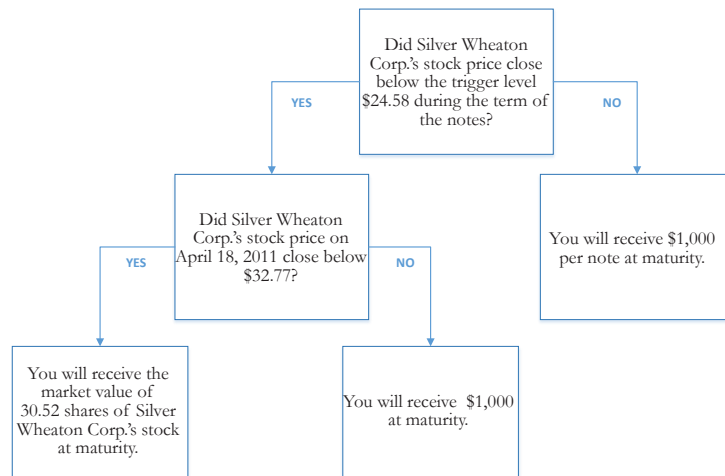 Did Silver Wheaton
Corp.'s stock price close
below the trigger level
$24.58 during the term of
the notes?
YES
NO
Did Silver Wheaton
Corp.'s stock price on
April 18, 2011 close below
$32.77?
You will receive $1,000
per note at maturity.
YES
NO
You will receive the
market value of
30.52 shares of Silver
Wheaton Corp.'s stock
at maturity.
You will receive $1,000
at maturity.